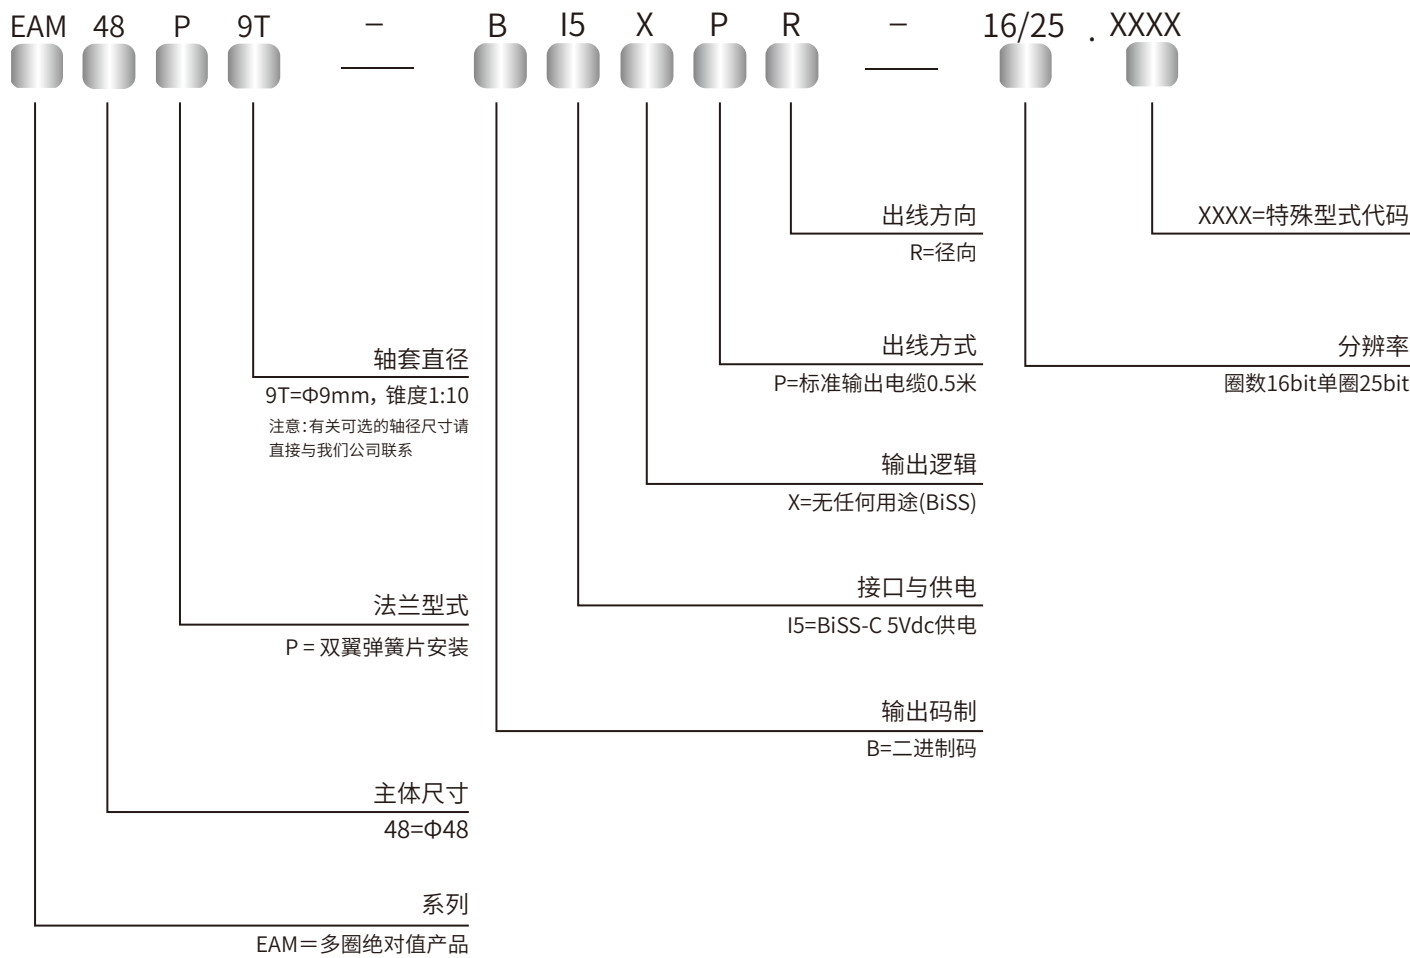 EAM 48 P 9T – B I5 X P R – 16/25 . XXXX
出线方向
R=径向
XXXX=特殊型式代码
轴套直径
9T=Φ9mm，锥度1:10
注意：有关可选的轴径尺寸请
直接与我们公司联系
出线方式
P=标准输出电缆0.5米
分辨率
圈数16bit单圈25bit
输出逻辑
X=无任何用途(BiSS)
法兰型式
P = 双翼弹簧片安装
接口与供电
I5=BiSS-C 5Vdc供电
输出码制
B=二进制码
主体尺寸
48=Φ48
系列
EAM＝多圈绝对值产品